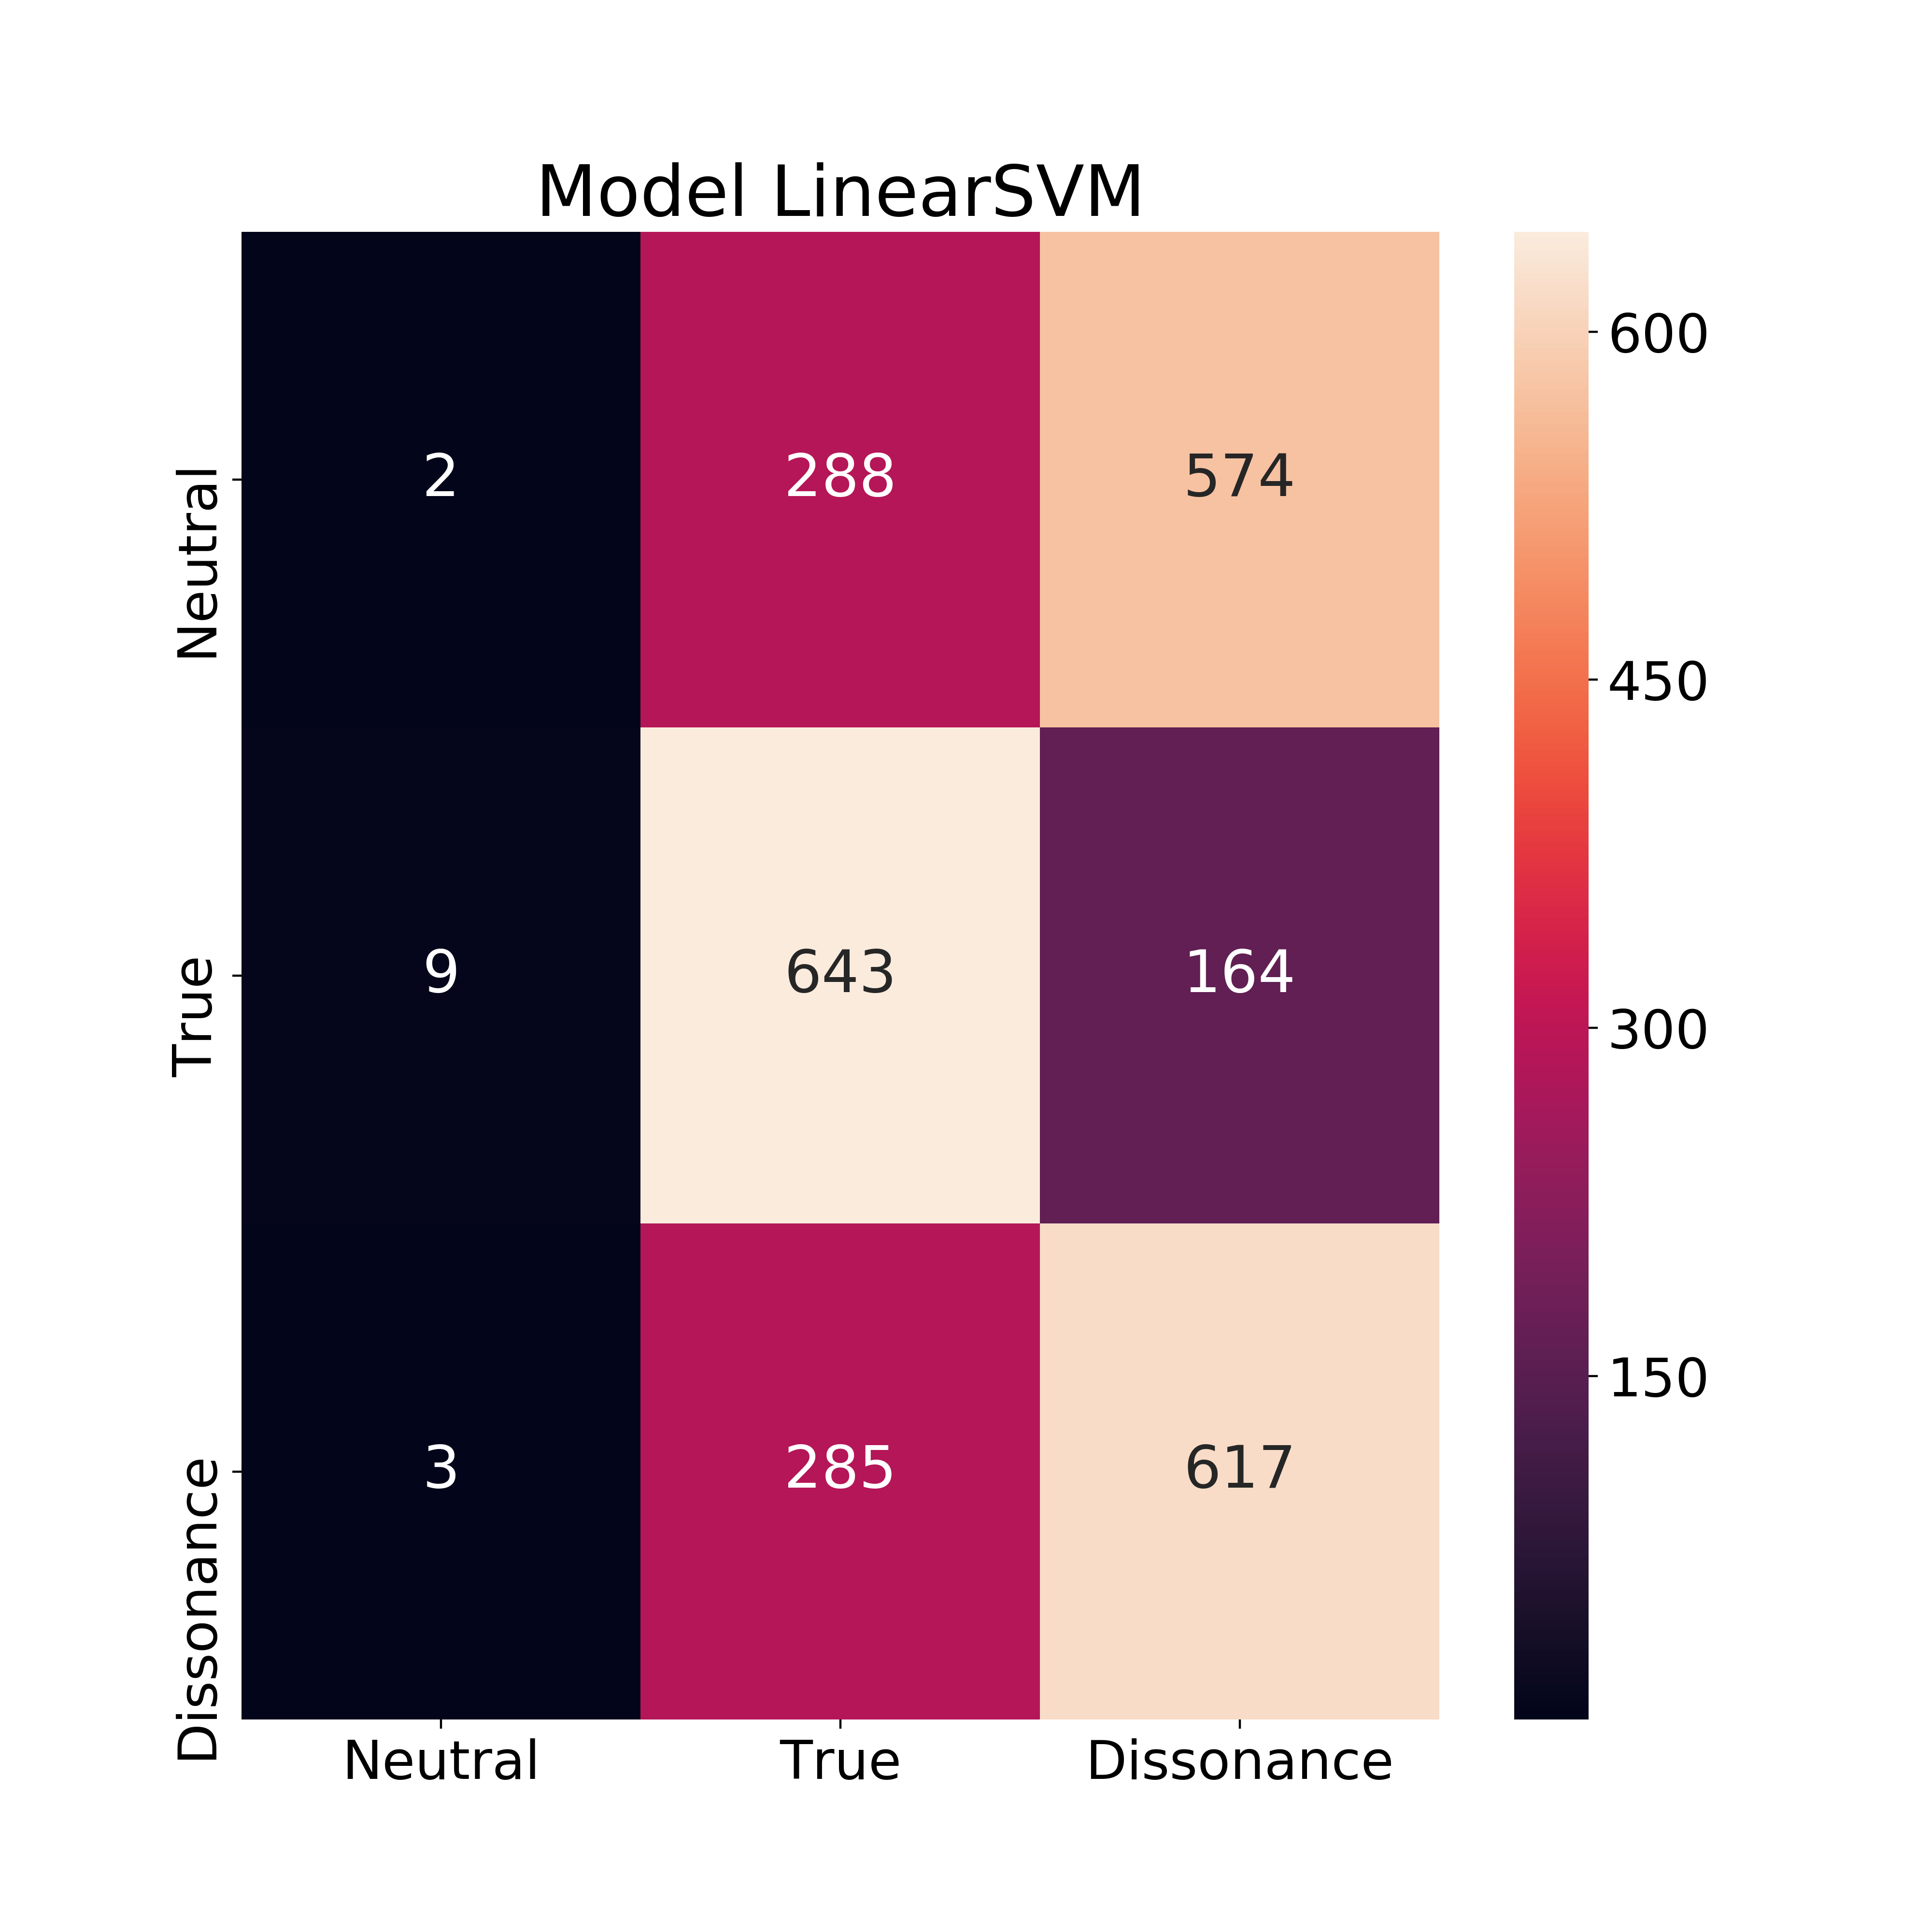 Model LinearSVM
Neutral
2 288 574
600
450
True
9 643 164
300
Dissonance
3 285 617
150
Neutral True Dissonance